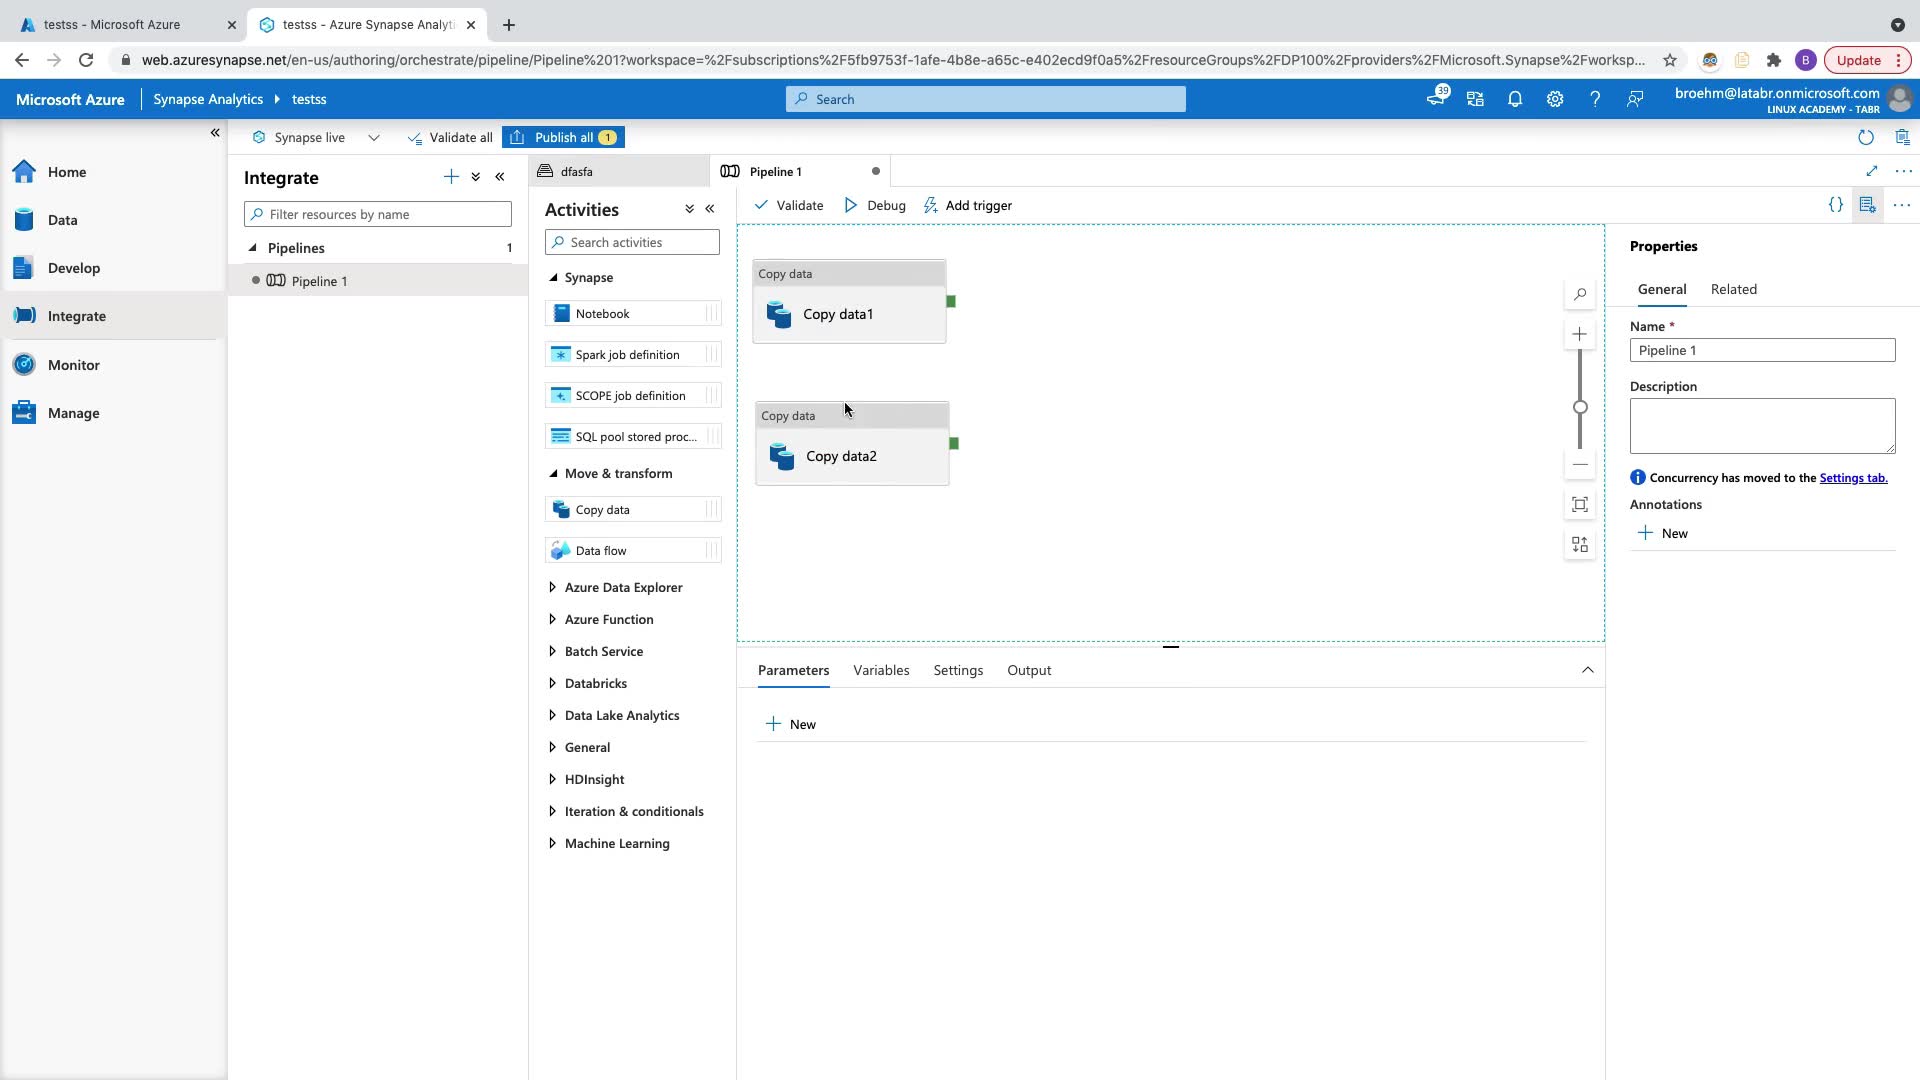 testss - Microsoft Azure
testss - Azure Synapse Analyti
web.azuresynapse.net/en-us/authoring/orchestrate/pipeline/Pipeline%201?workspace=%2Fsubscriptions%2F5fb9753f-1afe-4b8e-a65c-e402ecd9f0a5%2FresourceGroups%2FDP100%2Fproviders%2FMicrosoft.Synapse%2Fworksp...
B
Update
Microsoft Azure
Synapse Analytics
testss
Search
39
broehm@latabr.onmicrosoft.com
LINUX ACADEMY - TABR
Synapse live
Validate all
Publish all
1
Home
Data
Develop
Integrate
Monitor
Manage
Integrate
Filter resources by name
Pipelines
1
Pipeline 1
dfasfa
Pipeline 1
Activities
Search activities
Synapse
Notebook
Spark job definition
SCOPE job definition
SQL pool stored proc...
Move & transform
Copy data
Data flow
Azure Data Explorer
Azure Function
Batch Service
Databricks
Data Lake Analytics
General
HDInsight
Iteration & conditionals
Machine Learning
Validate
Debug
Add trigger
Copy data
Copy data1
Copy data
Copy data2
Parameters
Variables
Settings
Output
New
Properties
General
Related
Name *
Pipeline 1
Description
Concurrency has moved to the Settings tab.
Annotations
New